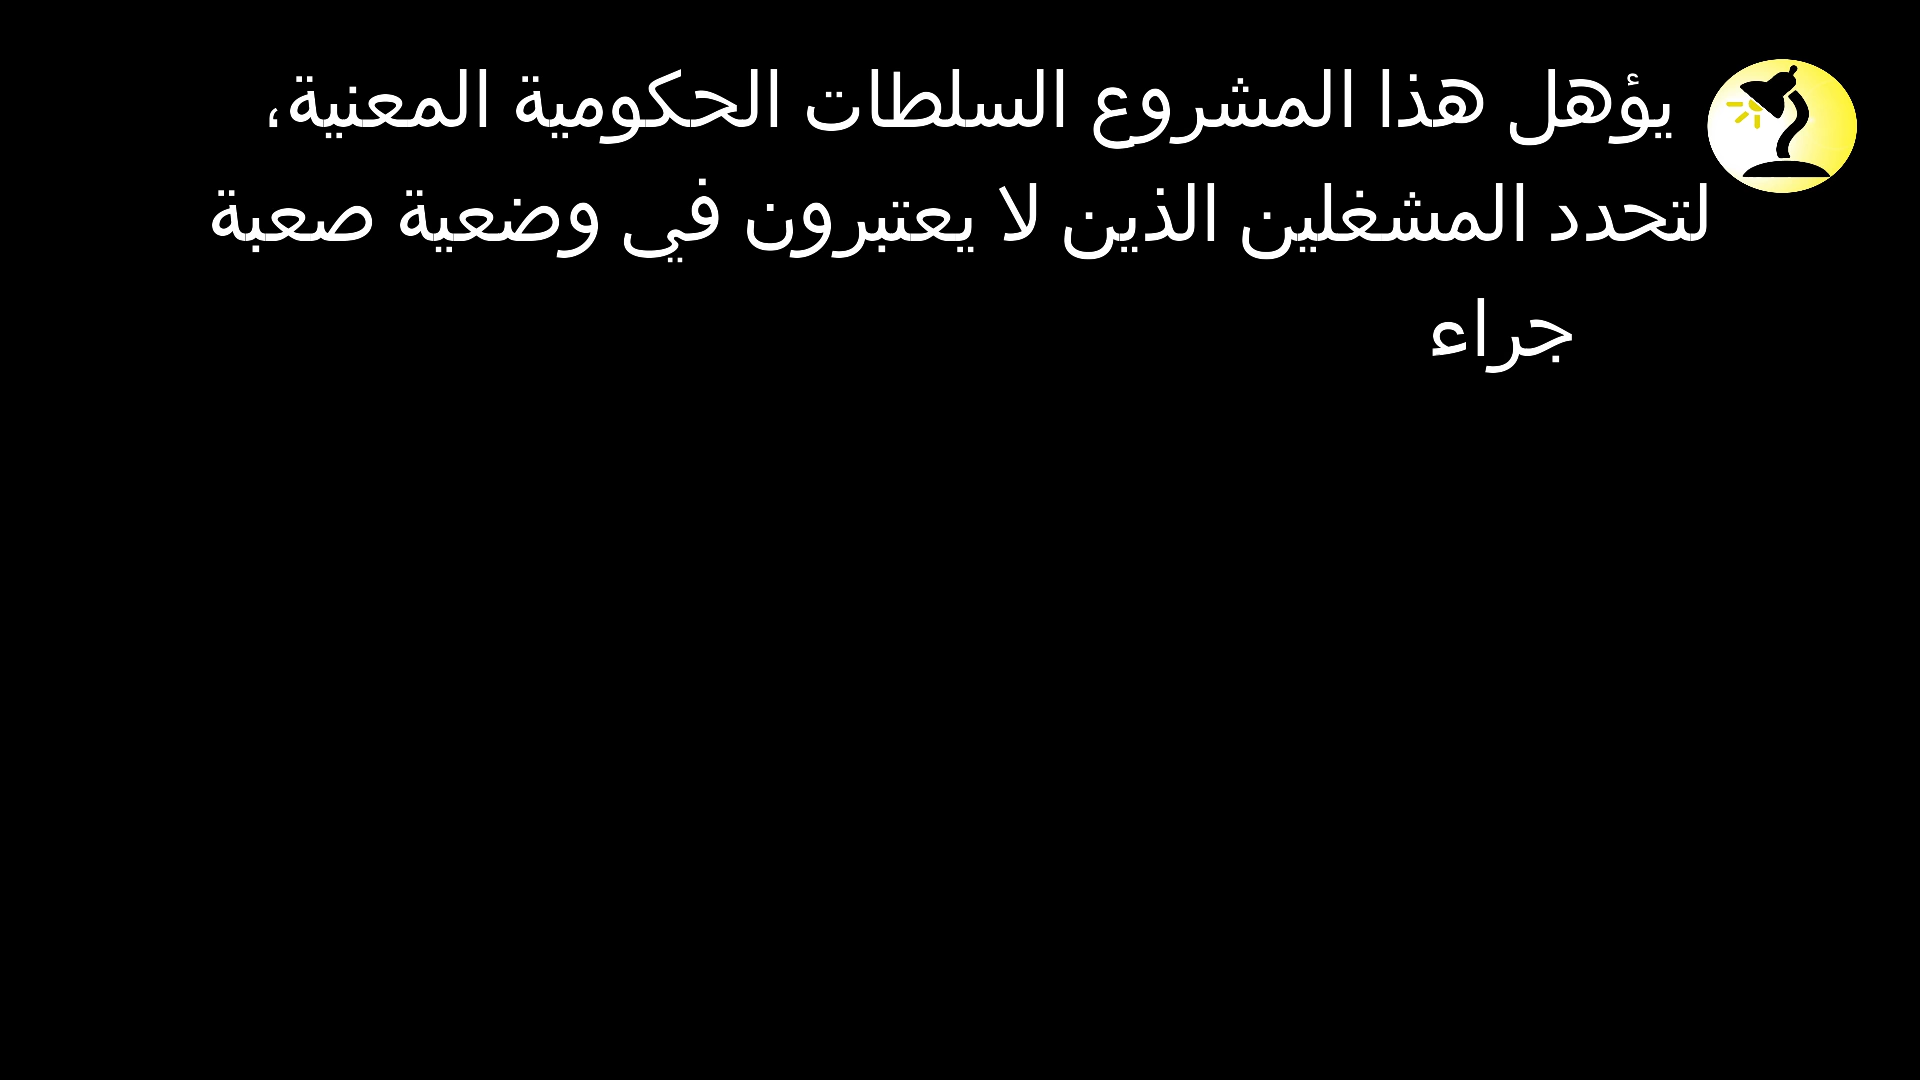 يؤهل هذا المشروع السلطات الحكومية المعنية،
لتحدد المشغلين الذين لا يعتبرون في وضعية صعبة
جراء